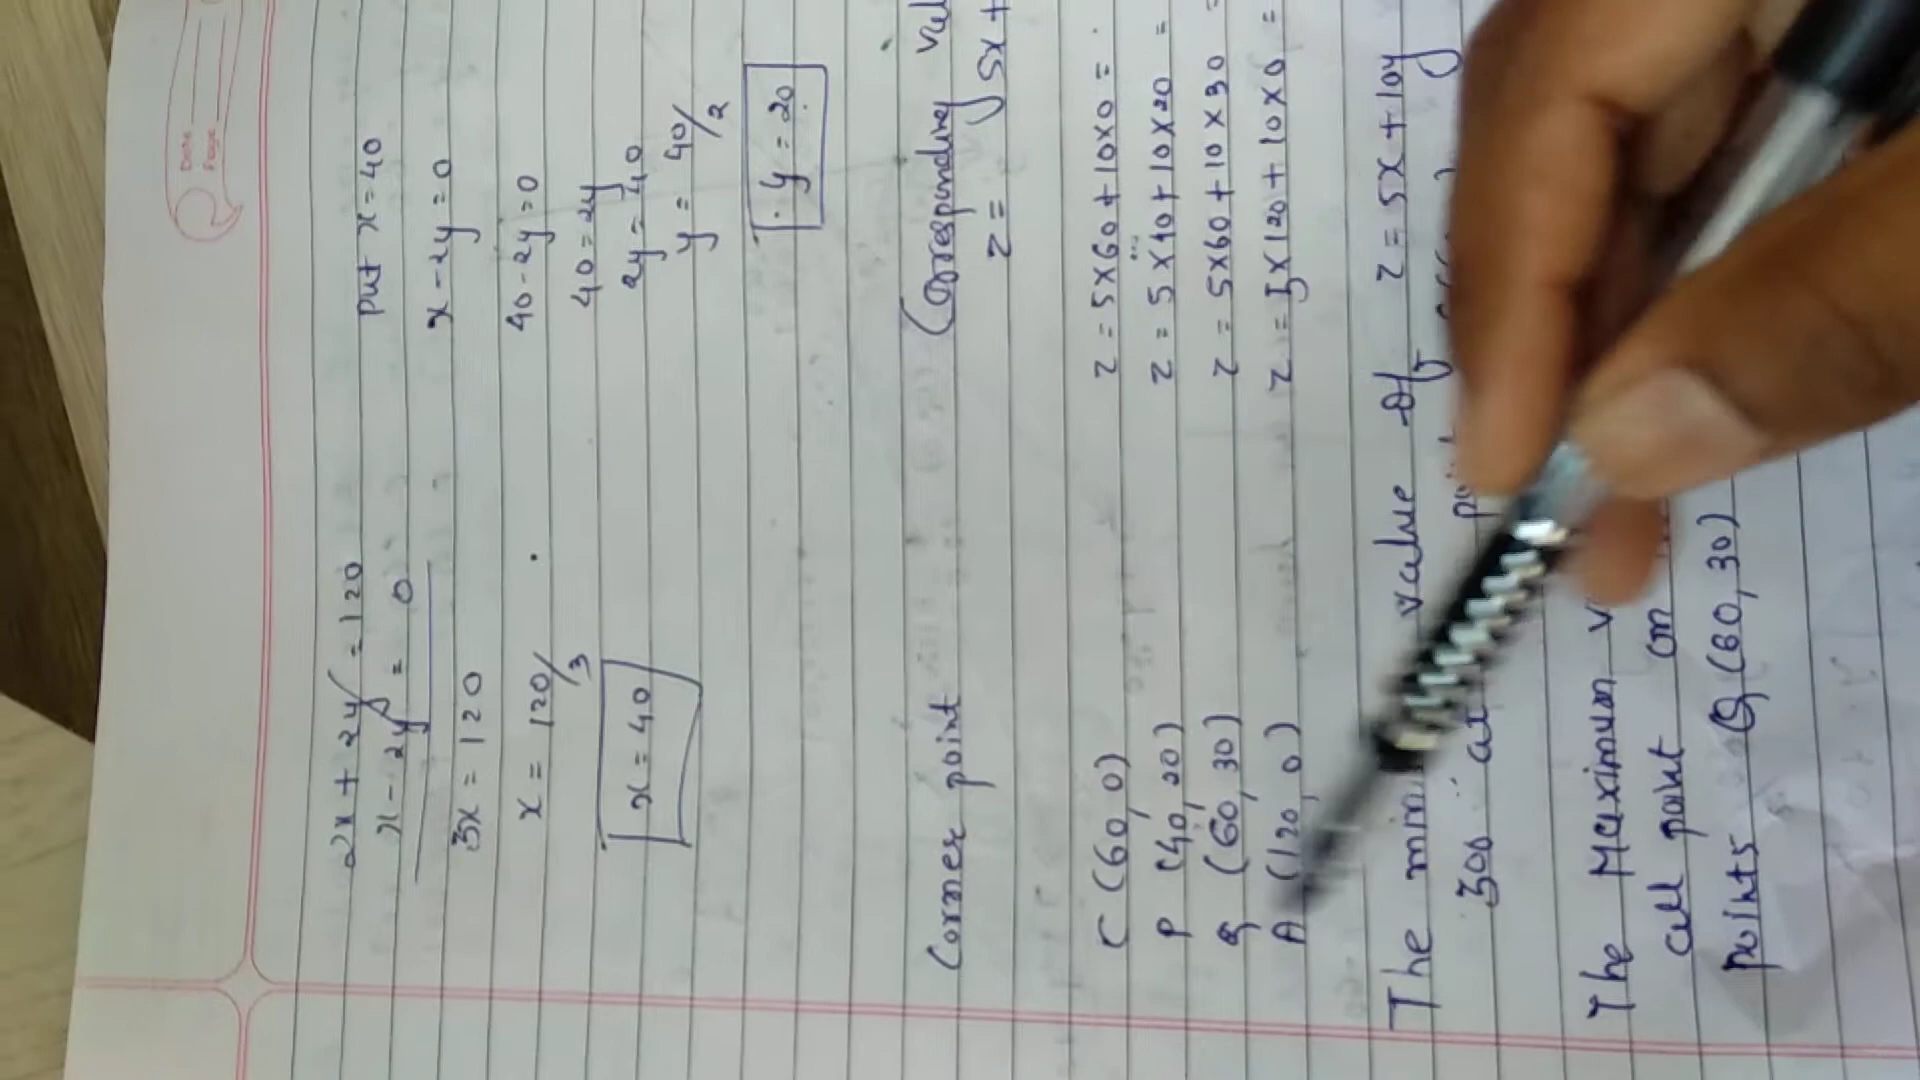 Date
Page
2x + 2y = 120
x - 2y = 0
3x = 120
x = 120/3
x = 40
put x = 40
x - 2y = 0
40 - 2y = 0
40 = 2y
2y = 40
y = 40/2
y = 20
Corner point Corresponding val
z = 5x +
C (60, 0) z = 5×60 + 10×0 =
P (40, 20) z = 5×40 + 10×20 =
Q (60, 30) z = 5×60 + 10×30 =
A (120, 0) z = 5×120 + 10×0 =
The min value of z = 5x + 10y
300 at
The Maximum v
all point on
points Q (60, 30)